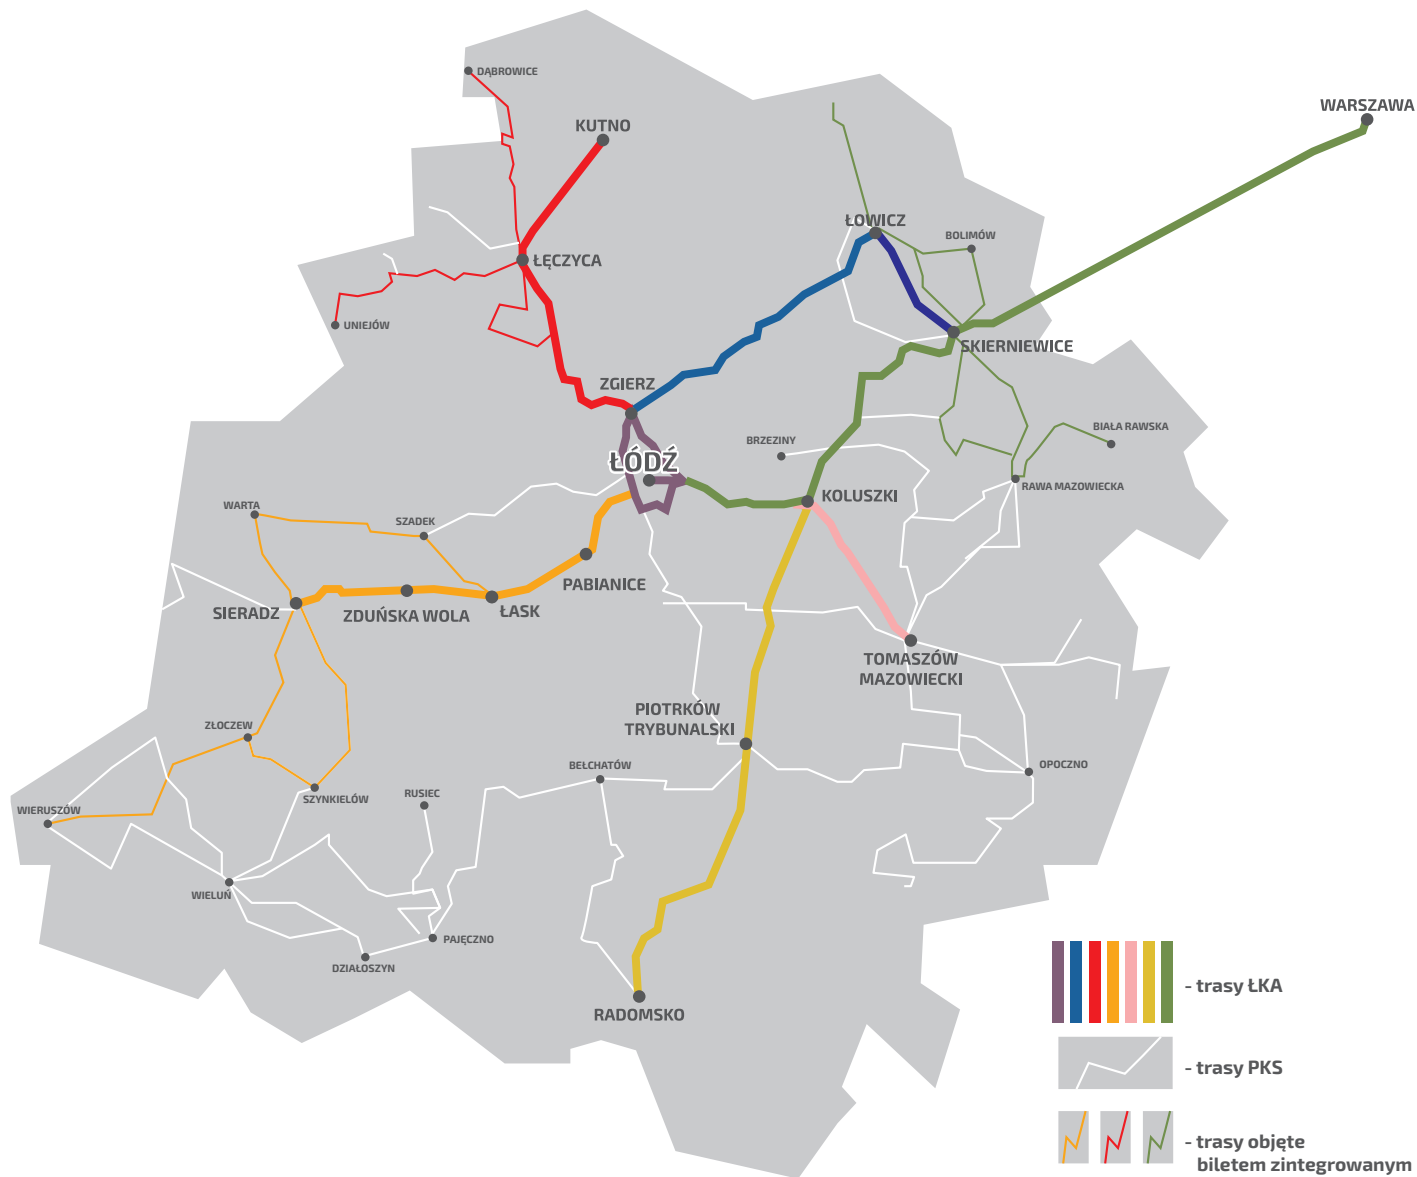 DĄBROWICE
WARSZAWA
KUTNO
ŁOWICZ
BOLIMÓW
ŁĘCZYCA
UNIEJÓW
SKIERNIEWICE
ZGIERZ
BIAŁA RAWSKA
BRZEZINY
ŁÓDŹ
RAWA MAZOWIECKA
KOLUSZKI
WARTA
SZADEK
PABIANICE
SIERADZ
ZDUŃSKA WOLA
ŁASK
TOMASZÓW
MAZOWIECKI
PIOTRKÓW
TRYBUNALSKI
ZŁOCZEW
BEŁCHATÓW
OPOCZNO
RUSIEC
SZYNKIELÓW
WIERUSZÓW
WIELUŃ
PAJĘCZNO
DZIAŁOSZYN
RADOMSKO
- trasy ŁKA
- trasy PKS
- trasy objęte
biletem zintegrowanym